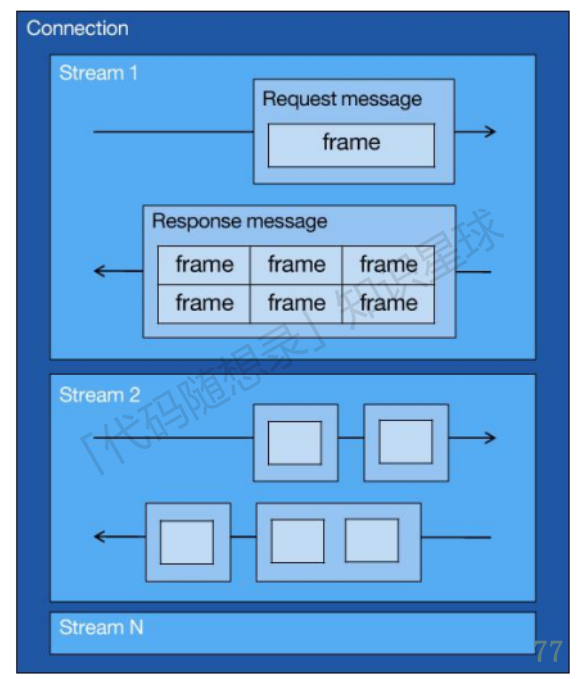 Connection
Stream 1
Request message
frame
Response message
frame frame frame
frame frame frame
「代码随想录」知识星球
Stream 2
Stream N
77